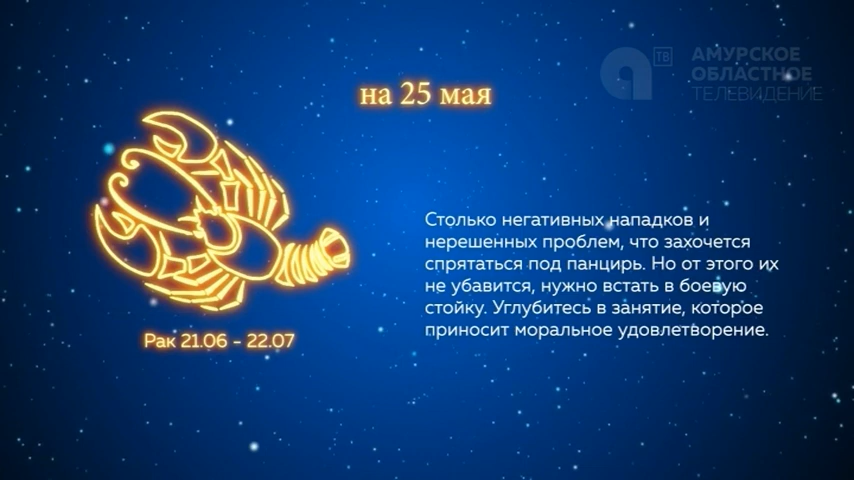 ТВ
АМУРСКОЕ
ОБЛАСТНОЕ
ТЕЛЕВИДЕНИЕ
на 25 мая
Столько негативных нападков и
нерешенных проблем, что захочется
спрятаться под панцирь. Но от этого их
не убавится, нужно встать в боевую
стойку. Углубитесь в занятие, которое
приносит моральное удовлетворение.
Рак 21.06 - 22.07